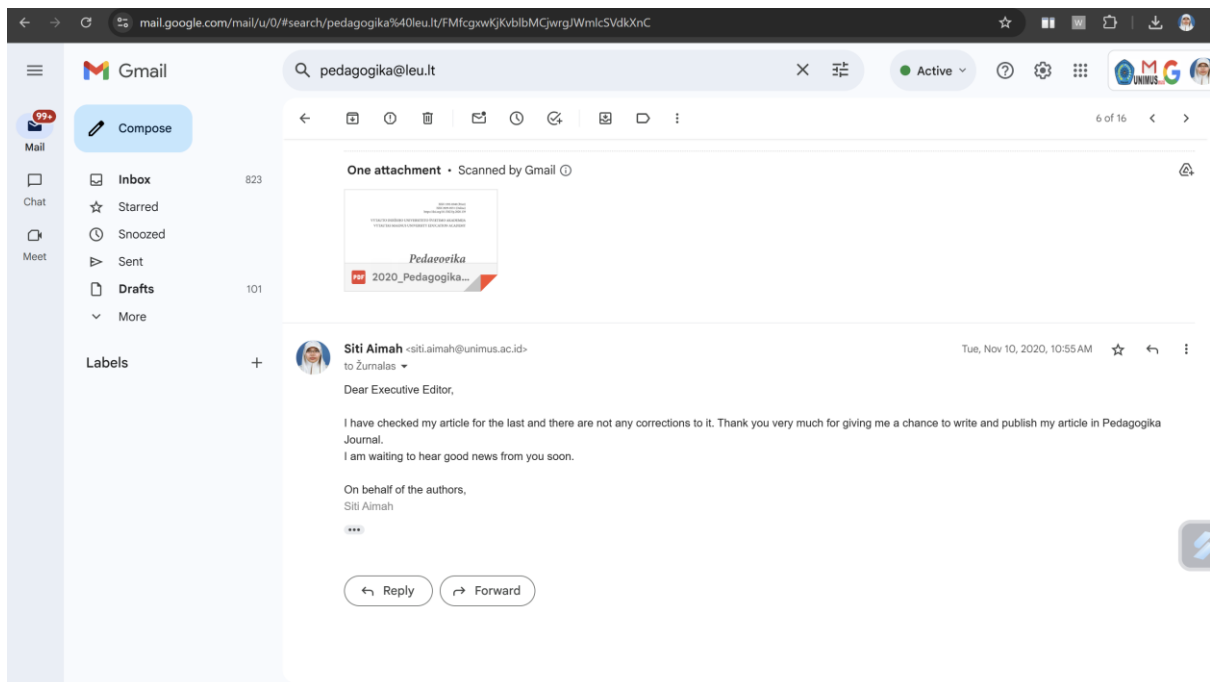 mail.google.com/mail/u/0/#search/pedagogika%40leu.lt/FMfcgxwKjKvblbMCjwrgJWmlcSVdkXnC
W
Gmail
pedagogika@leu.lt
Active
UNIMUS
99+
Mail
Compose
6 of 16
Chat
Meet
Inbox 823
Starred
Snoozed
Sent
Drafts 101
More
Labels
One attachment • Scanned by Gmail
Pedagogika
PDF 2020_Pedagogika...
Siti Aimah <siti.aimah@unimus.ac.id> Tue, Nov 10, 2020, 10:55 AM
to Žurnalas
Dear Executive Editor,
I have checked my article for the last and there are not any corrections to it. Thank you very much for giving me a chance to write and publish my article in Pedagogika
Journal.
I am waiting to hear good news from you soon.
On behalf of the authors,
Siti Aimah
Reply
Forward